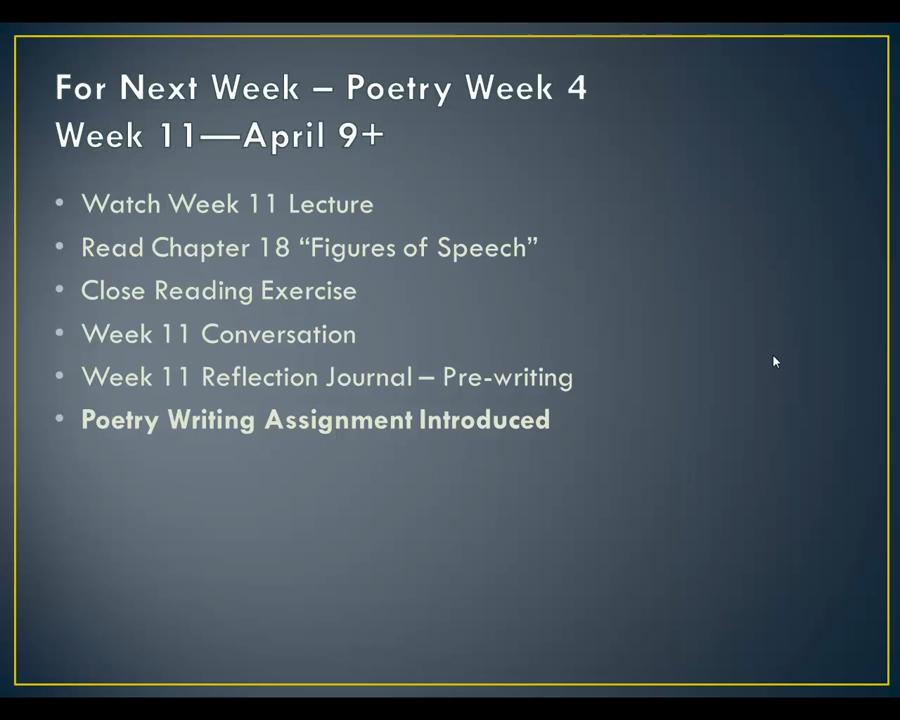 For Next Week – Poetry Week 4
Week 11—April 9+
• Watch Week 11 Lecture
• Read Chapter 18 “Figures of Speech”
• Close Reading Exercise
• Week 11 Conversation
• Week 11 Reflection Journal – Pre-writing
• Poetry Writing Assignment Introduced